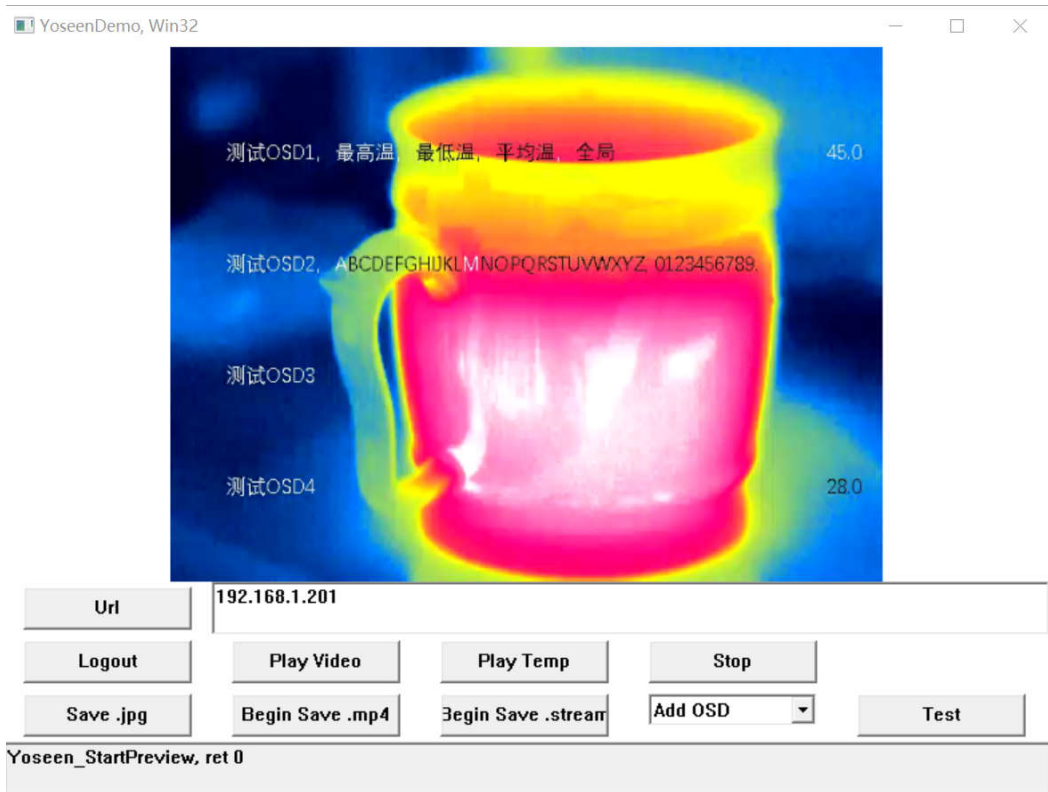 YoseenDemo, Win32
测试OSD1, 最高温, 最低温, 平均温, 全局 45.0
测试OSD2, ABCDEFGHIJKLMNOPQRSTUVWXYZ, 0123456789.
测试OSD3
测试OSD4 28.0
Url 192.168.1.201
Logout Play Video Play Temp Stop
Save .jpg Begin Save .mp4 Begin Save .stream Add OSD Test
Yoseen_StartPreview, ret 0